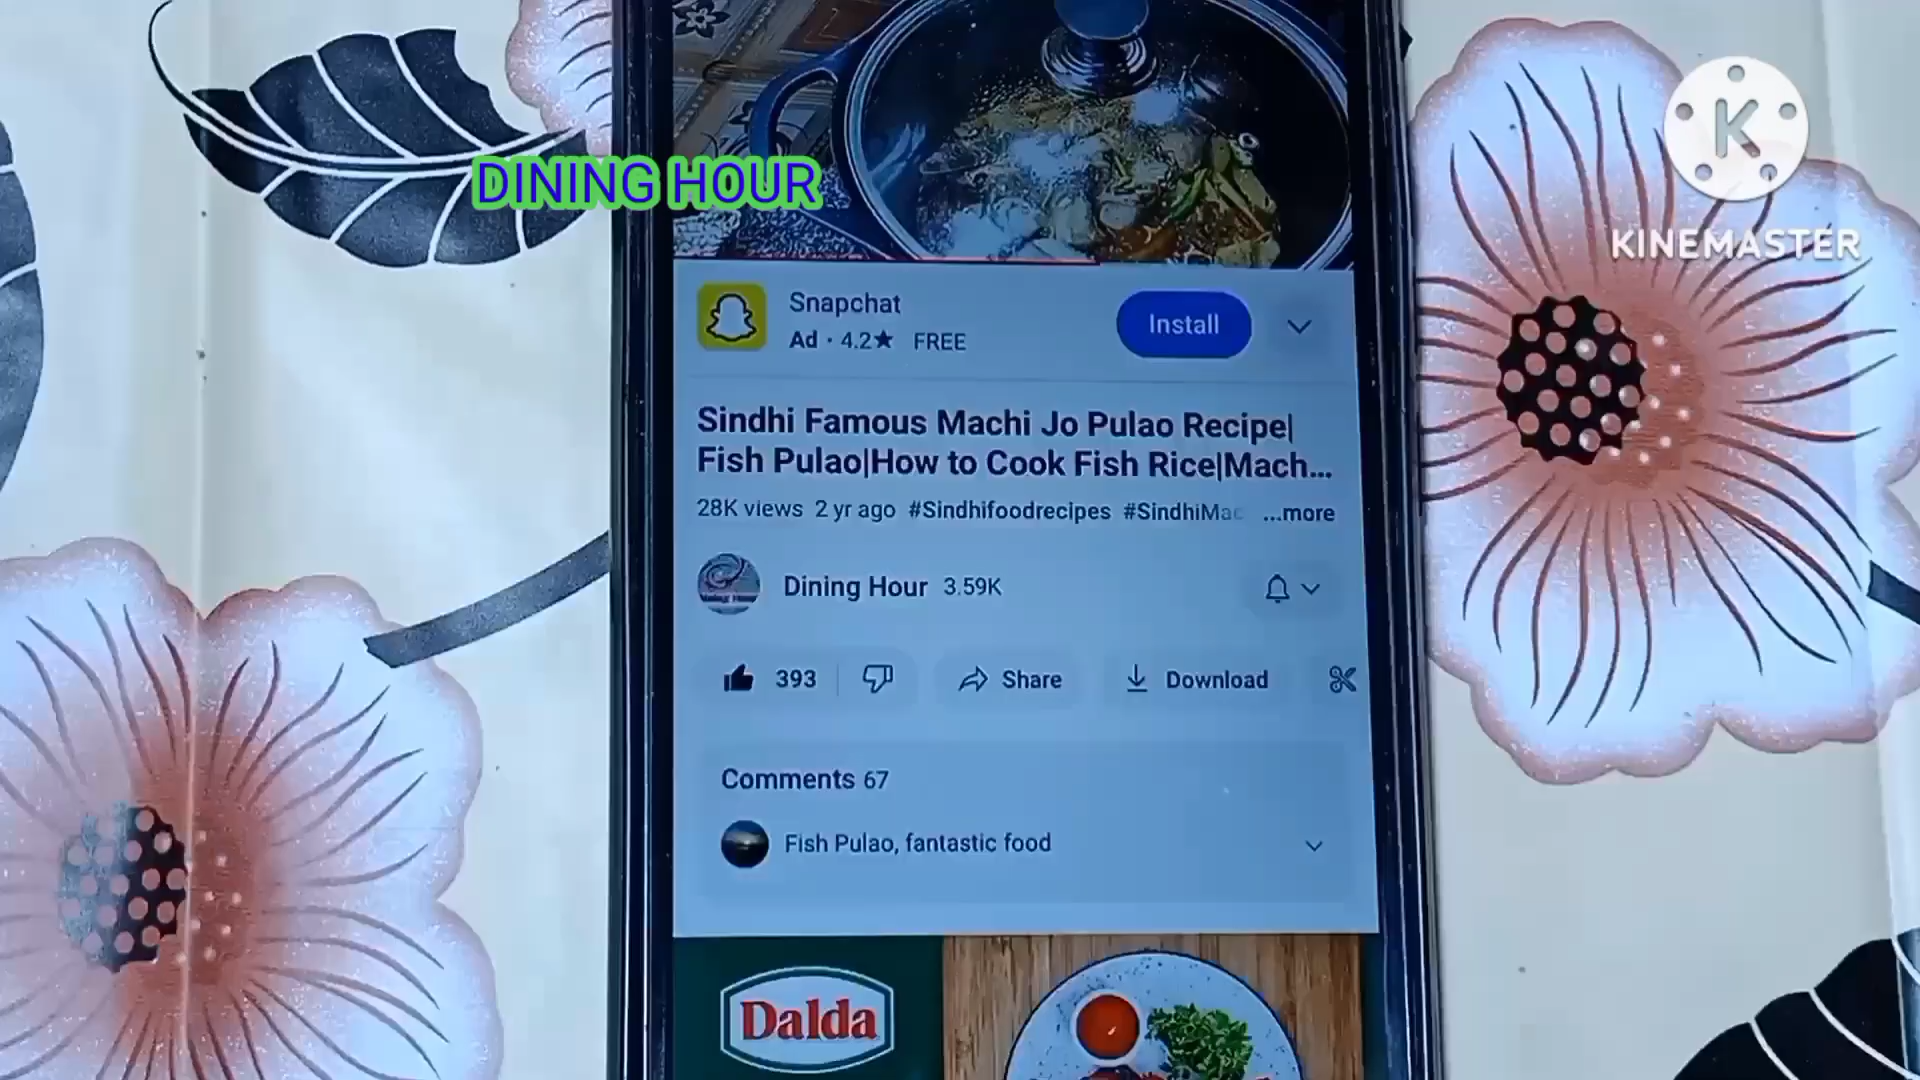 DINING HOUR
KINEMASTER
Snapchat
Ad · 4.2★ FREE
Install
Sindhi Famous Machi Jo Pulao Recipe|
Fish Pulao|How to Cook Fish Rice|Mach...
28K views 2 yr ago #Sindhifoodrecipes #SindhiMac ...more
Dining Hour 3.59K
393 Share Download
Comments 67
Fish Pulao, fantastic food
Dalda